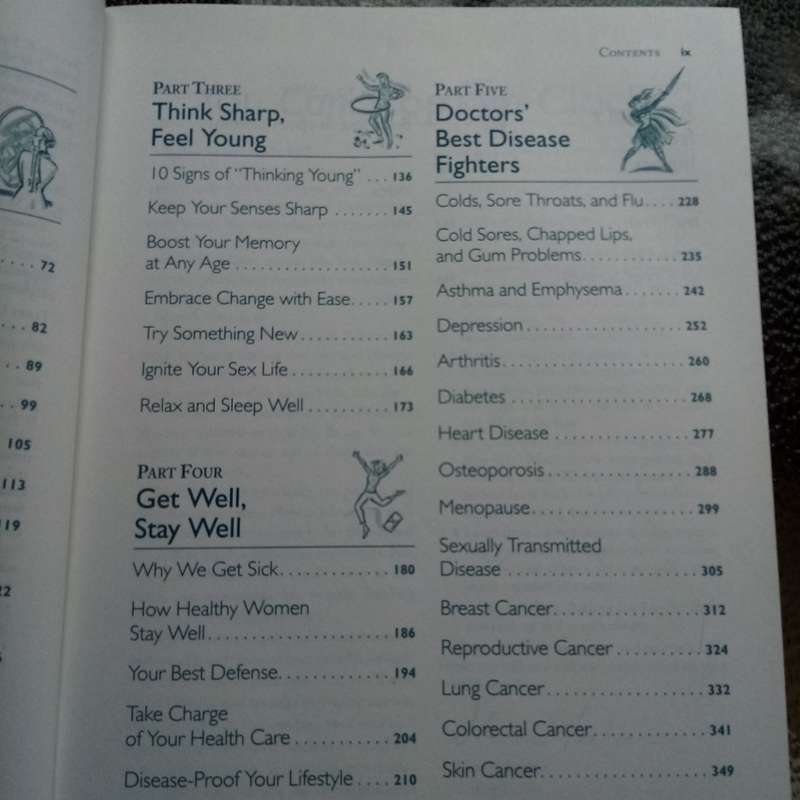 CONTENTS ix
72
82
89
99
105
113
119
PART THREE
Think Sharp,
Feel Young
10 Signs of "Thinking Young" ... 136
Keep Your Senses Sharp ....... 145
Boost Your Memory
at Any Age .................. 151
Embrace Change with Ease..... 157
Try Something New........... 163
Ignite Your Sex Life ............ 166
Relax and Sleep Well .......... 173
PART FOUR
Get Well,
Stay Well
Why We Get Sick............. 180
How Healthy Women
Stay Well...................... 186
Your Best Defense............. 194
Take Charge
of Your Health Care ........... 204
Disease-Proof Your Lifestyle .... 210
PART FIVE
Doctors'
Best Disease
Fighters
Colds, Sore Throats, and Flu.... 228
Cold Sores, Chapped Lips,
and Gum Problems............ 235
Asthma and Emphysema....... 242
Depression.................... 252
Arthritis....................... 260
Diabetes ...................... 268
Heart Disease ................. 277
Osteoporosis .................. 288
Menopause.................... 299
Sexually Transmitted
Disease ....................... 305
Breast Cancer................. 312
Reproductive Cancer .......... 324
Lung Cancer................... 332
Colorectal Cancer............. 341
Skin Cancer................... 349